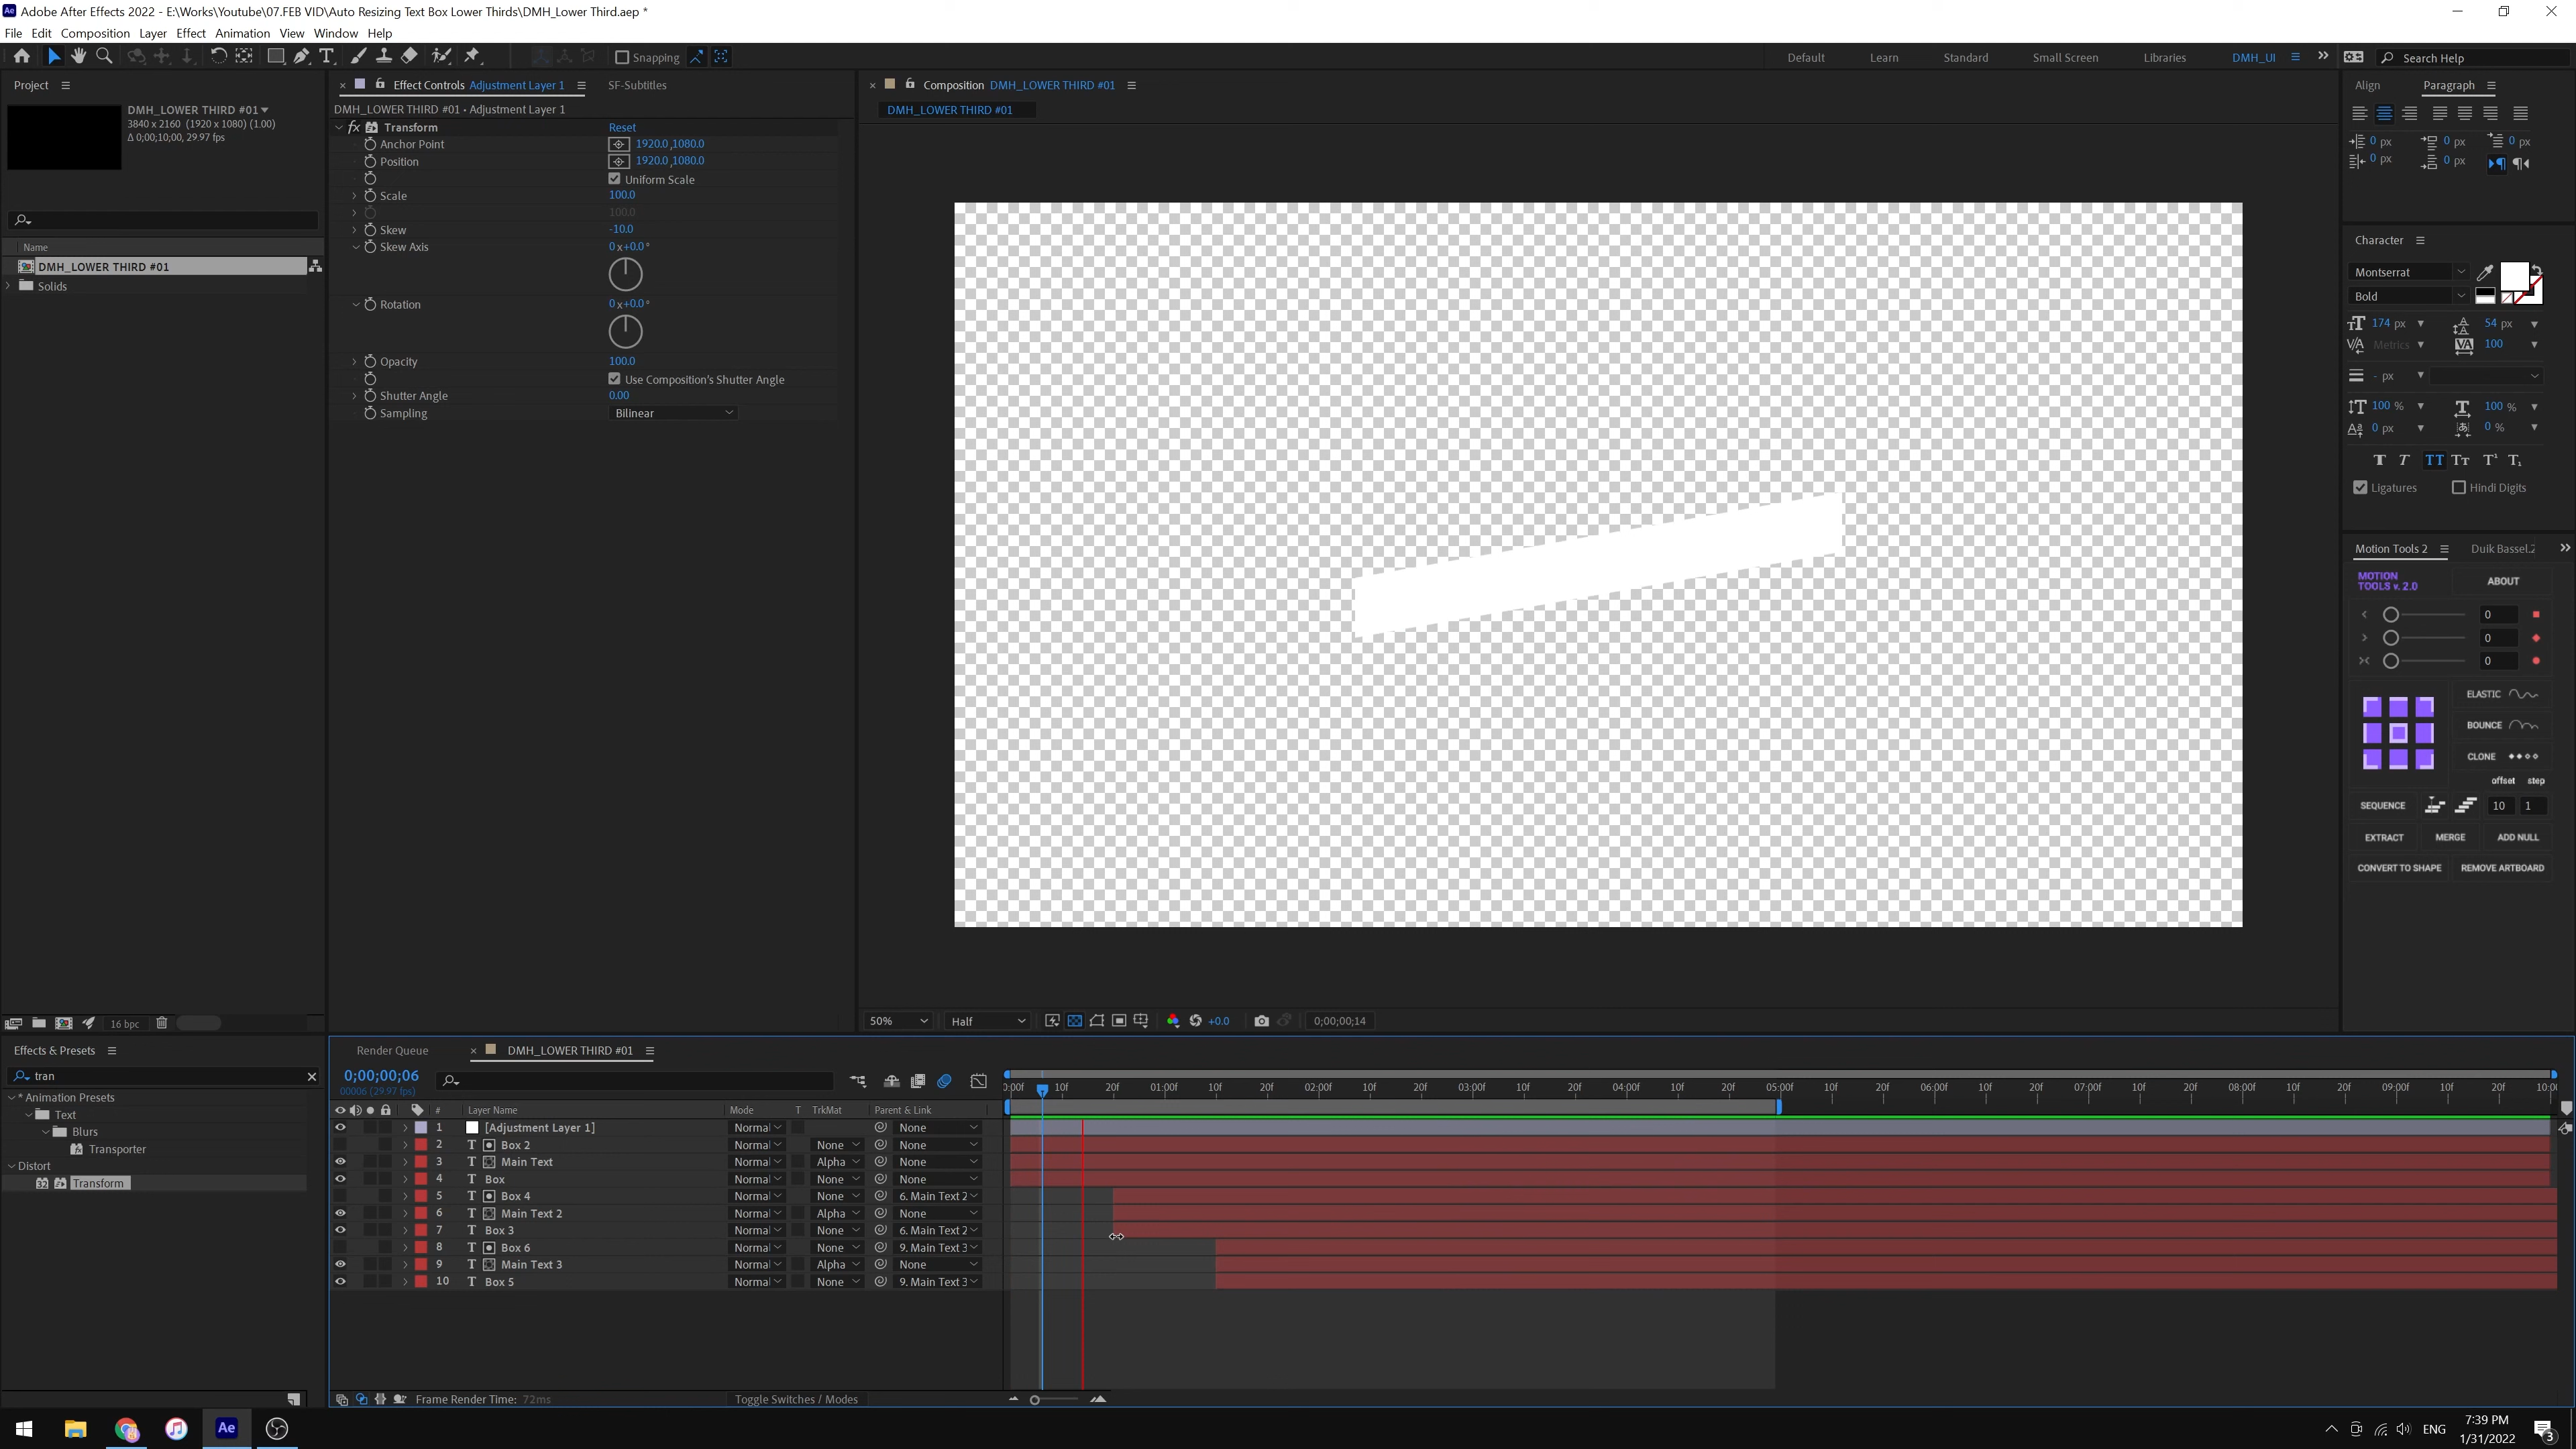 Ae Adobe After Effects 2022 - E:\Works\Youtube\07.FEB VID\Auto Resizing Text Box Lower Thirds\DMH_Lower Third.aep *
File Edit Composition Layer Effect Animation View Window Help
Snapping
Default Learn Standard Small Screen Libraries DMH_UI Search Help
Project
DMH_LOWER THIRD #01
3840 x 2160 (1920 x 1080) (1.00)
Δ 0;00;10;00, 29.97 fps
Name
DMH_LOWER THIRD #01
Solids
16 bpc
Effect Controls Adjustment Layer 1 SF-Subtitles
DMH_LOWER THIRD #01 • Adjustment Layer 1
fx Transform Reset
Anchor Point 1920.0,1080.0
Position 1920.0,1080.0
Uniform Scale
Scale 100.0
100.0
Skew -10.0
Skew Axis 0x+0.0°
Rotation 0x+0.0°
Opacity 100.0
Use Composition's Shutter Angle
Shutter Angle 0.00
Sampling Bilinear
Composition DMH_LOWER THIRD #01
DMH_LOWER THIRD #01
50% Half +0.0 0;00;00;14
Align Paragraph
0 px 0 px 0 px
0 px 0 px
Character
Montserrat
Bold
174 px 54 px
Metrics 100
- px
100 % 100 %
0 px 0 %
Ligatures Hindi Digits
Motion Tools 2 Duik Bassel.2
MOTION
TOOLS v. 2.0
ABOUT
0
0
0
ELASTIC
BOUNCE
CLONE
offset step
SEQUENCE 10 1
EXTRACT MERGE ADD NULL
CONVERT TO SHAPE REMOVE ARTBOARD
Effects & Presets
tran
* Animation Presets
Text
Blurs
Transporter
Distort
Transform
Render Queue DMH_LOWER THIRD #01
0;00;00;06
00006 (29.97 fps)
0:00f 10f 20f 01:00f 10f 20f 02:00f 10f 20f 03:00f 10f 20f 04:00f 10f 20f 05:00f 10f 20f 06:00f 10f 20f 07:00f 10f 20f 08:00f 10f 20f 09:00f 10f 20f 10:0
# Layer Name Mode T TrkMat Parent & Link
1 [Adjustment Layer 1] Normal None
2 T Box 2 Normal None None
3 T Main Text Normal Alpha None
4 T Box Normal None None
5 T Box 4 Normal None 6. Main Text 2
6 T Main Text 2 Normal Alpha None
7 T Box 3 Normal None 6. Main Text 2
8 T Box 6 Normal None 9. Main Text 3
9 T Main Text 3 Normal Alpha None
10 T Box 5 Normal None 9. Main Text 3
Frame Render Time: 72ms Toggle Switches / Modes
Ae
ENG
7:39 PM
1/31/2022
3